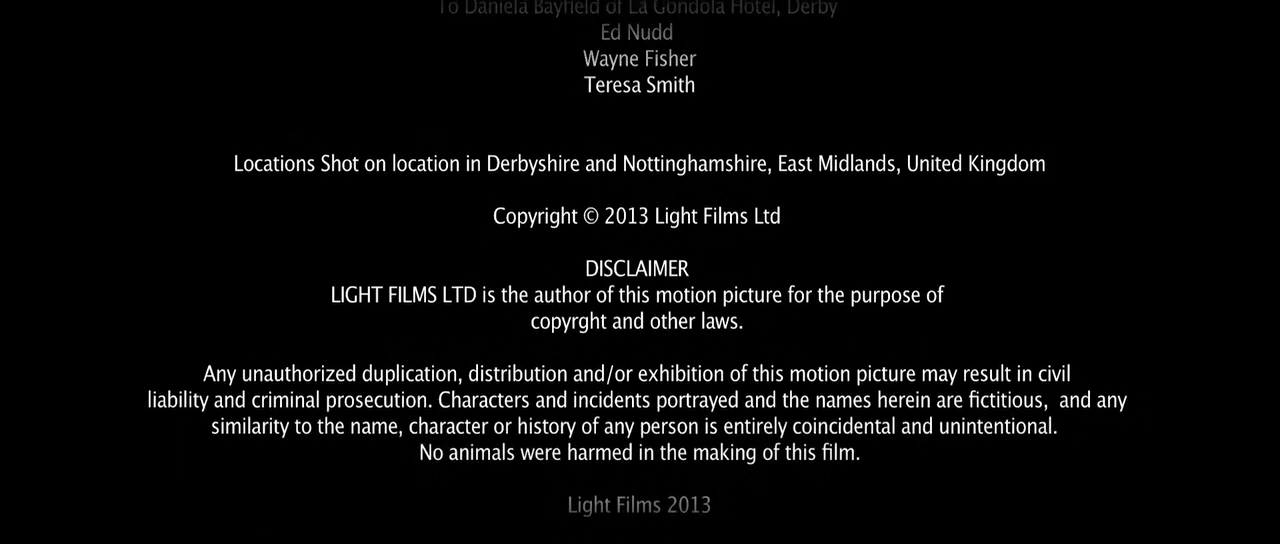 To Daniela Bayfield of La Gondola Hotel, Derby
Ed Nudd
Wayne Fisher
Teresa Smith
Locations Shot on location in Derbyshire and Nottinghamshire, East Midlands, United Kingdom
Copyright © 2013 Light Films Ltd
DISCLAIMER
LIGHT FILMS LTD is the author of this motion picture for the purpose of
copyrght and other laws.
Any unauthorized duplication, distribution and/or exhibition of this motion picture may result in civil
liability and criminal prosecution. Characters and incidents portrayed and the names herein are fictitious,  and any
similarity to the name, character or history of any person is entirely coincidental and unintentional.
No animals were harmed in the making of this film.
Light Films 2013